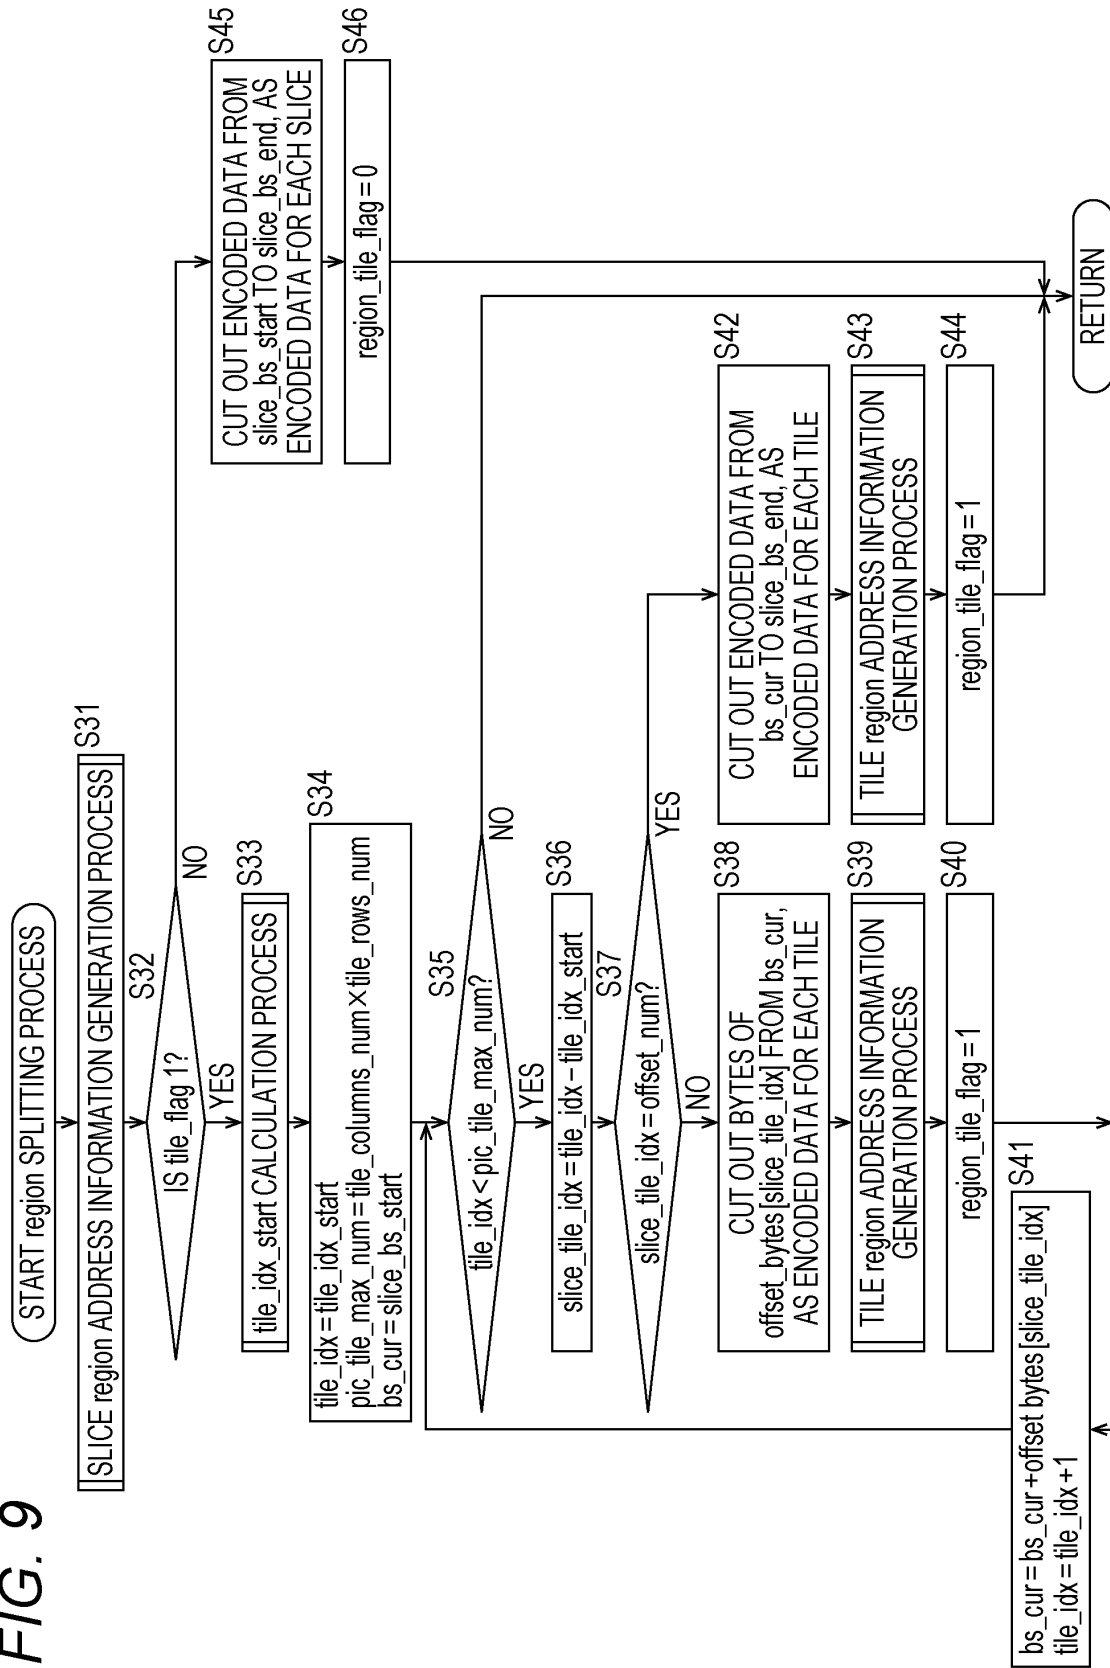 FIG. 9
START region SPLITTING PROCESS
S31
SLICE region ADDRESS INFORMATION GENERATION PROCESS
S32
IS tile_flag 1?
NO
YES
S33
tile_idx_start CALCULATION PROCESS
S34
tile_idx = tile_idx_start
pic_tile_max_num = tile_columns_num×tile_rows_num
bs_cur = slice_bs_start
S35
tile_idx < pic_tile_max_num?
NO
YES
S36
slice_tile_idx = tile_idx – tile_idx_start
S37
slice_tile_idx = offset_num?
YES
NO
S38
CUT OUT BYTES OF
offset_bytes[slice_tile_idx] FROM bs_cur,
AS ENCODED DATA FOR EACH TILE
S39
TILE region ADDRESS INFORMATION
GENERATION PROCESS
S40
region_tile_flag = 1
S41
bs_cur = bs_cur +offset bytes[slice_tile_idx]
tile_idx = tile_idx +1
S42
CUT OUT ENCODED DATA FROM
bs_cur TO slice_bs_end, AS
ENCODED DATA FOR EACH TILE
S43
TILE region ADDRESS INFORMATION
GENERATION PROCESS
S44
region_tile_flag = 1
S45
CUT OUT ENCODED DATA FROM
slice_bs_start TO slice_bs_end, AS
ENCODED DATA FOR EACH SLICE
S46
region_tile_flag = 0
RETURN